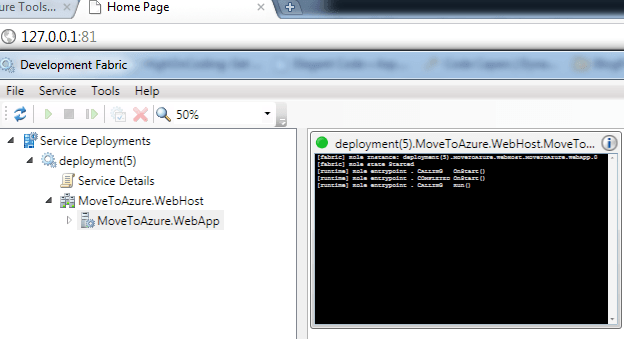 ure Tools... × Home Page ×
127.0.0.1:81
Development Fabric
File Service Tools Help
50%
Service Deployments
deployment(5)
Service Details
MoveToAzure.WebHost
MoveToAzure.WebApp
deployment(5).MoveToAzure.WebHost.MoveTo...
[fabric] Role Instance: deployment(5).MoveToAzure.WebHost.MoveToAzure.WebApp.0
[fabric] Role state Started
[runtime] Role entrypoint . CALLING OnStart()
[runtime] Role entrypoint . COMPLETED OnStart()
[runtime] Role entrypoint . CALLING Run()